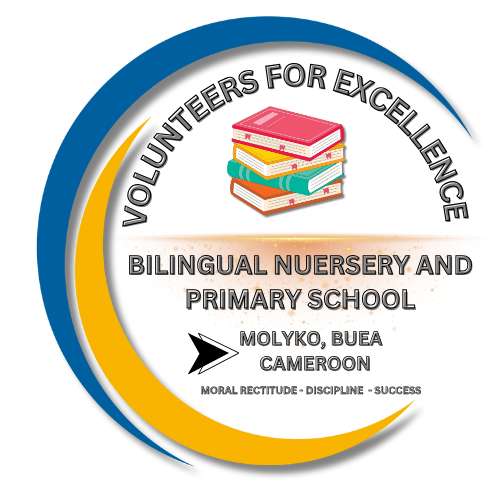 VOLUNTEERS FOR EXCELLENCE
BILINGUAL NUERSERY AND
PRIMARY SCHOOL
MOLYKO, BUEA
CAMEROON
MORAL RECTITUDE - DISCIPLINE - SUCCESS